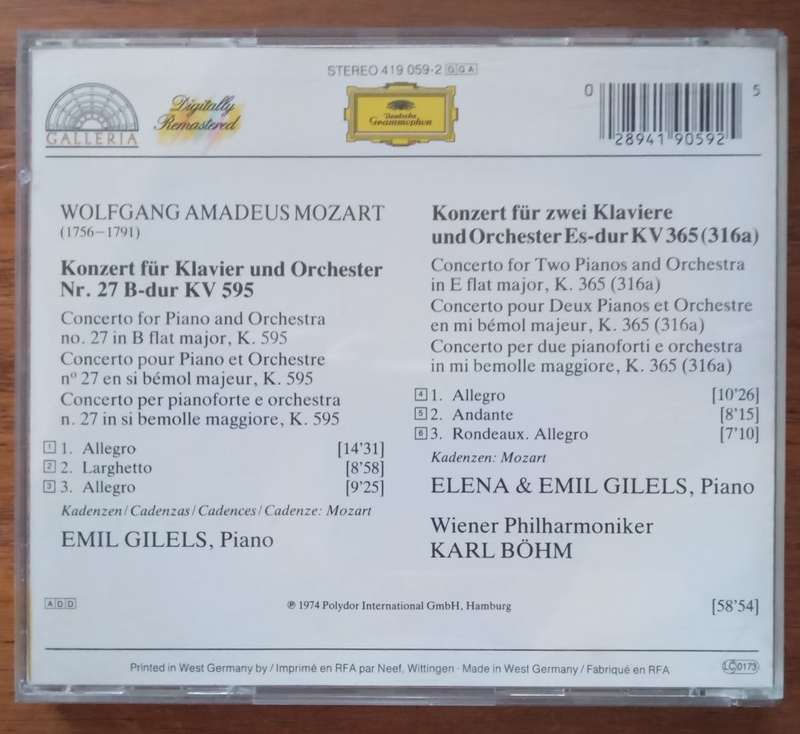 STEREO 419 059-2 GGA
GALLERIA
Digitally
Remastered
Deutsche
Grammophon
0 28941 90592 5
WOLFGANG AMADEUS MOZART
(1756–1791)
Konzert für Klavier und Orchester
Nr. 27 B-dur KV 595
Concerto for Piano and Orchestra
no. 27 in B flat major, K. 595
Concerto pour Piano et Orchestre
nº 27 en si bémol majeur, K. 595
Concerto per pianoforte e orchestra
n. 27 in si bemolle maggiore, K. 595
1 1. Allegro [14'31]
2 2. Larghetto [8'58]
3 3. Allegro [9'25]
Kadenzen/Cadenzas/Cadences/Cadenze: Mozart
EMIL GILELS, Piano
Konzert für zwei Klaviere
und Orchester Es-dur KV 365 (316a)
Concerto for Two Pianos and Orchestra
in E flat major, K. 365 (316a)
Concerto pour Deux Pianos et Orchestre
en mi bémol majeur, K. 365 (316a)
Concerto per due pianoforti e orchestra
in mi bemolle maggiore, K. 365 (316a)
4 1. Allegro [10'26]
5 2. Andante [8'15]
6 3. Rondeaux. Allegro [7'10]
Kadenzen: Mozart
ELENA & EMIL GILELS, Piano
Wiener Philharmoniker
KARL BÖHM
ADD
℗ 1974 Polydor International GmbH, Hamburg
[58'54]
Printed in West Germany by / Imprimé en RFA par Neef, Wittingen · Made in West Germany / Fabriqué en RFA
LC 0173